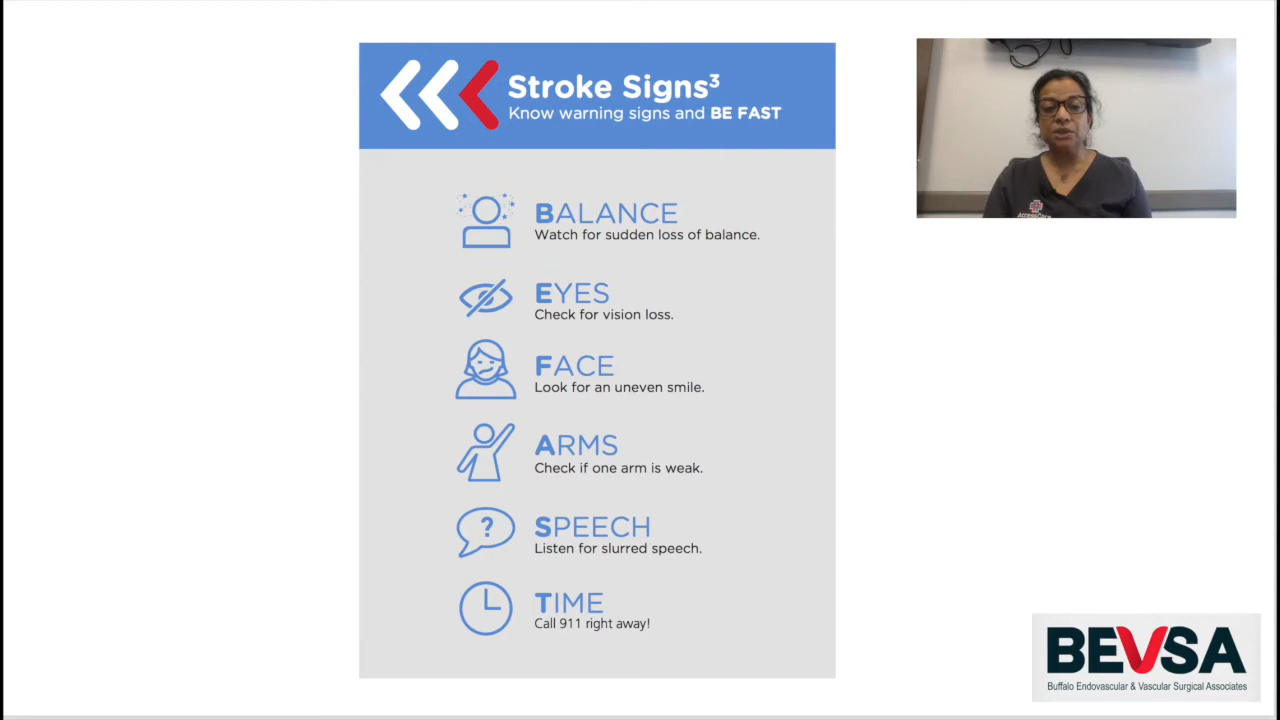 Stroke Signs³
Know warning signs and BE FAST
BALANCE
Watch for sudden loss of balance.
EYES
Check for vision loss.
FACE
Look for an uneven smile.
ARMS
Check if one arm is weak.
?
SPEECH
Listen for slurred speech.
TIME
Call 911 right away!
BEVSA
Buffalo Endovascular & Vascular Surgical Associates